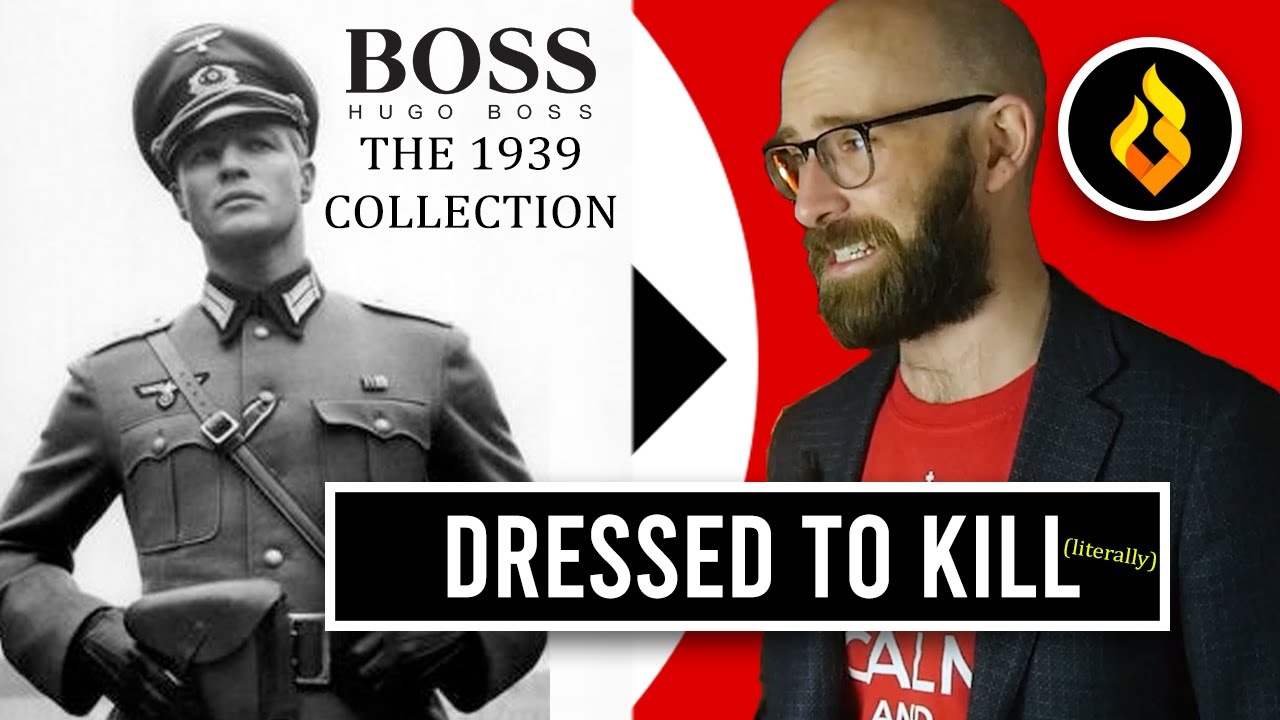 BOSS
HUGO BOSS
THE 1939
COLLECTION
DRESSED TO KILL (literally)
CALM
AND